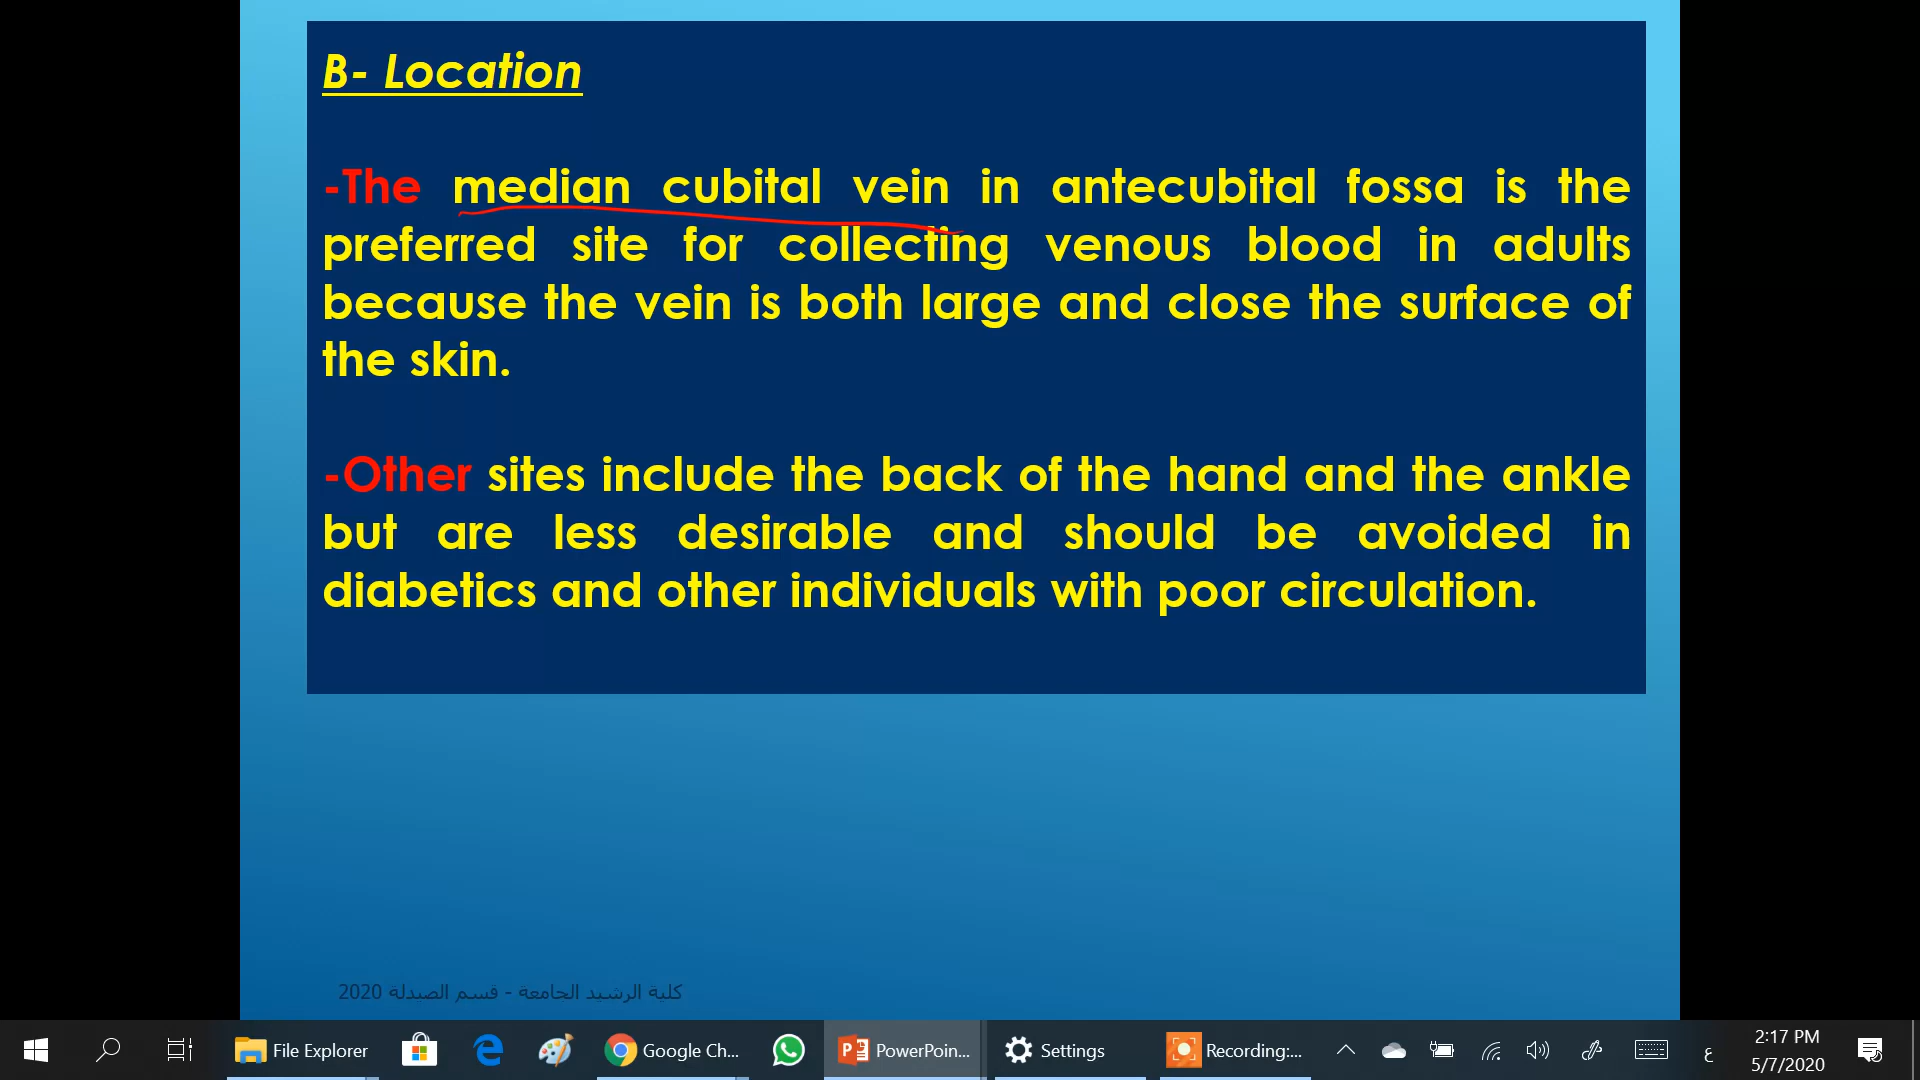 B- Location
-The median cubital vein in antecubital fossa is the
preferred site for collecting venous blood in adults
because the vein is both large and close the surface of
the skin.
-Other sites include the back of the hand and the ankle
but are less desirable and should be avoided in
diabetics and other individuals with poor circulation.
كلية الرشيد الجامعة - قسم الصيدلة 2020
File Explorer
Google Ch...
PowerPoin...
Settings
Recording:...
ع
2:17 PM
5/7/2020